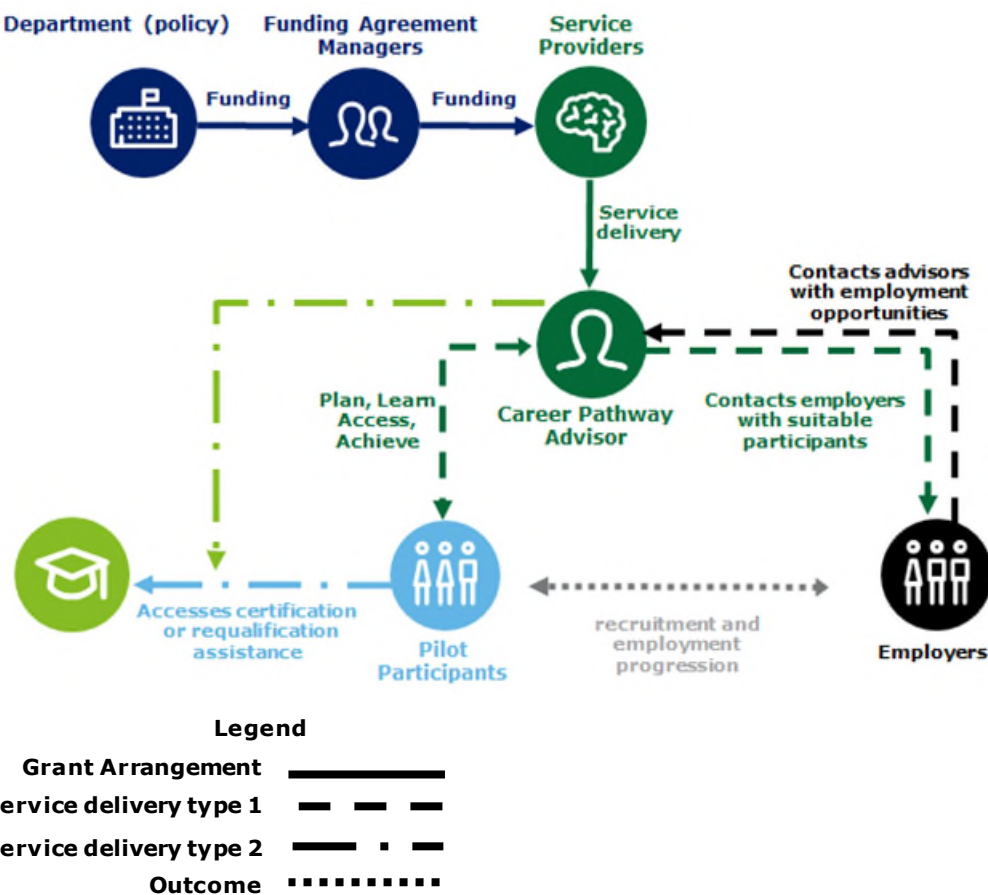 Department (policy)
Funding Agreement
Managers
Service
Providers
Funding
Funding
Service
delivery
Contacts advisors
with employment
opportunities
Plan, Learn
Access,
Achieve
Career Pathway
Advisor
Contacts employers
with suitable
participants
Accesses certification
or requalification
assistance
Pilot
Participants
recruitment and
employment
progression
Employers
Legend
Grant Arrangement
ervice delivery type 1
ervice delivery type 2
Outcome